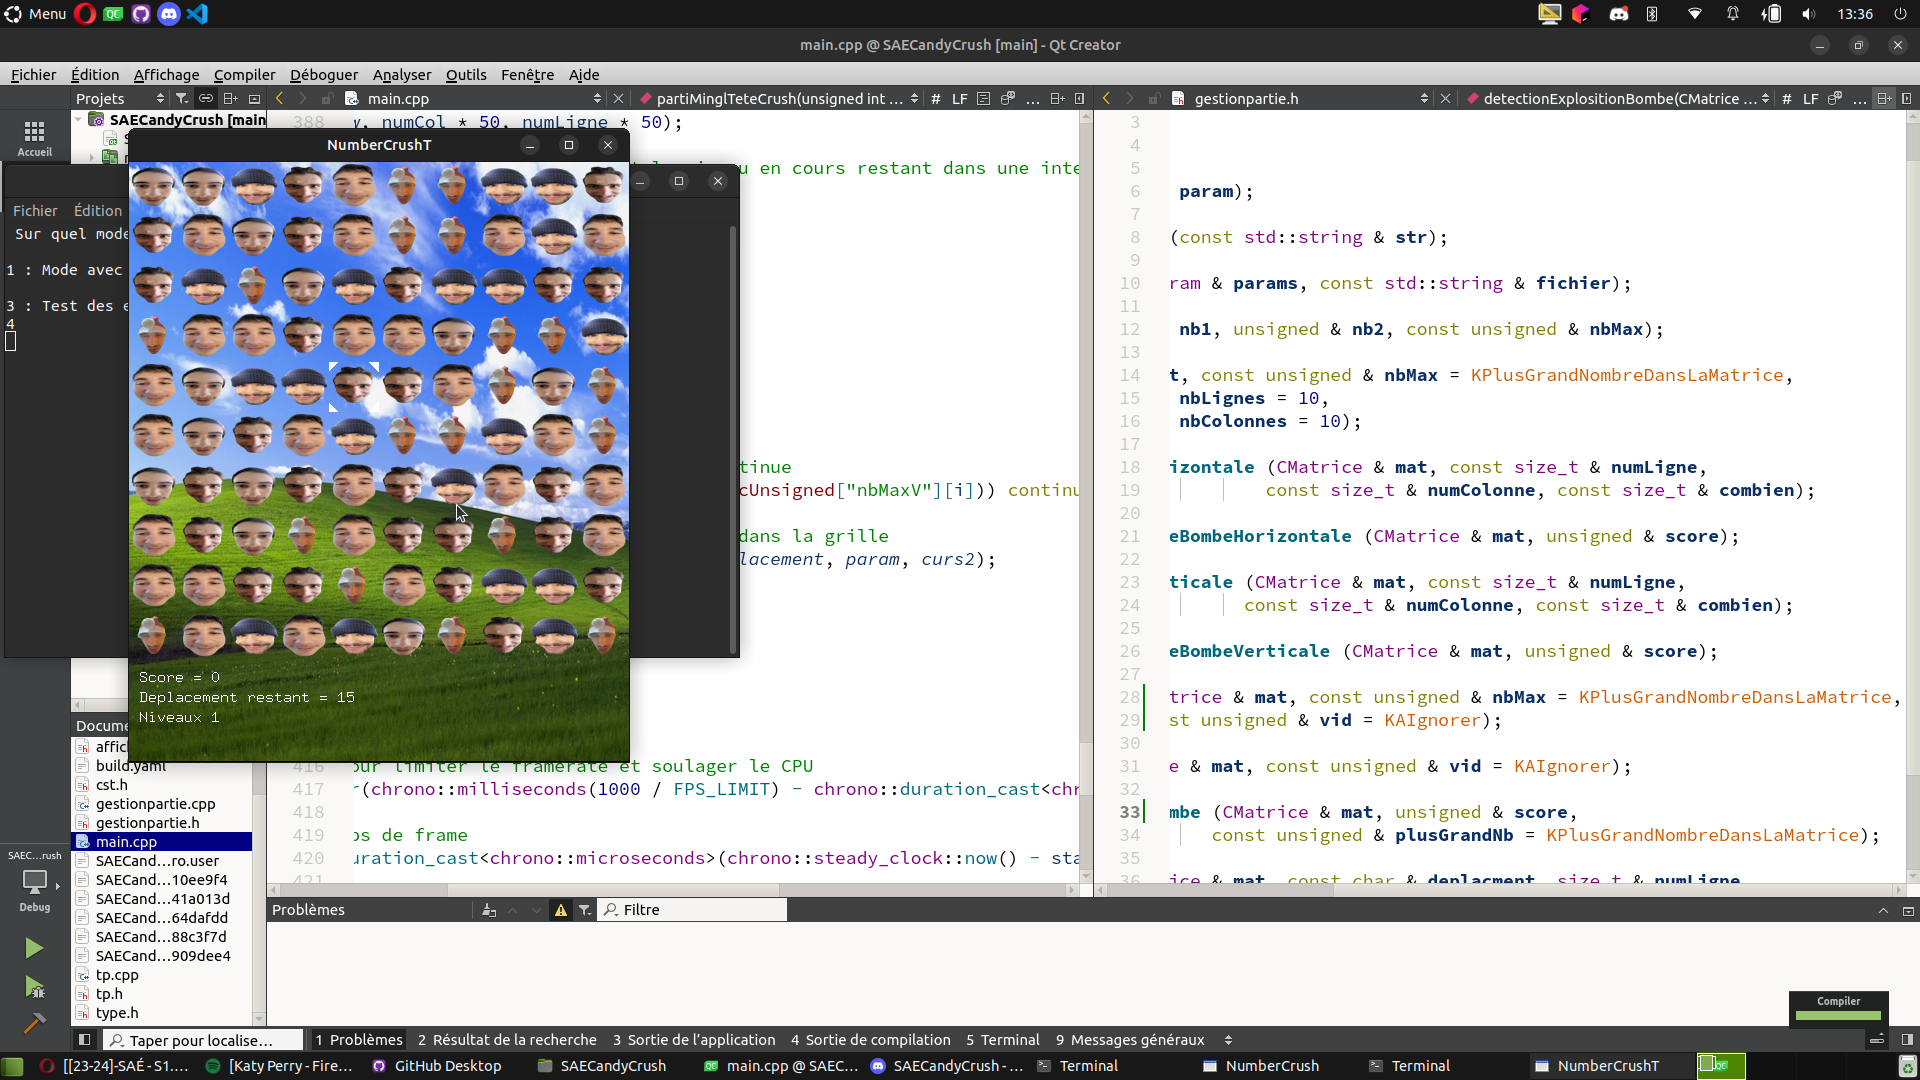 Menu
13:36
main.cpp @ SAECandyCrush [main] - Qt Creator
Fichier Édition Affichage Compiler Déboguer Analyser Outils Fenêtre Aide
Projets
main.cpp
partiMinglTeteCrush(unsigned int ...
# LF
...
gestionpartie.h
detectionExplositionBombe(CMatrice ...
# LF
...
Accueil
SAECandyCrush [main
388
w, numCol * 50, numLigne * 50);
NumberCrushT
u en cours restant dans une inte
Fichier Édition
Sur quel mode
1 : Mode avec
3 : Test des e
4
tinue
cUnsigned["nbMaxV"][i])) continu
dans la grille
lacement, param, curs2);
Score = 0
Deplacement restant = 15
Niveaux 1
416 our limiter le framerate et soulager le CPU
417 r(chrono::milliseconds(1000 / FPS_LIMIT) - chrono::duration_cast<chr
418
419 ps de frame
420 uration_cast<chrono::microseconds>(chrono::steady_clock::now() - sta
421
3
4
5
6 param);
7
8 (const std::string & str);
9
10 ram & params, const std::string & fichier);
11
12 nb1, unsigned & nb2, const unsigned & nbMax);
13
14 t, const unsigned & nbMax = KPlusGrandNombreDansLaMatrice,
15 nbLignes = 10,
16 nbColonnes = 10);
17
18 izontale (CMatrice & mat, const size_t & numLigne,
19 const size_t & numColonne, const size_t & combien);
20
21 eBombeHorizontale (CMatrice & mat, unsigned & score);
22
23 ticale (CMatrice & mat, const size_t & numLigne,
24 const size_t & numColonne, const size_t & combien);
25
26 eBombeVerticale (CMatrice & mat, unsigned & score);
27
28 trice & mat, const unsigned & nbMax = KPlusGrandNombreDansLaMatrice,
29 st unsigned & vid = KAIgnorer);
30
31 e & mat, const unsigned & vid = KAIgnorer);
32
33 mbe (CMatrice & mat, unsigned & score,
34 const unsigned & plusGrandNb = KPlusGrandNombreDansLaMatrice);
35
36 ice & mat, const char & deplacment, size_t & numLigne
Docume
affic
build.yaml
cst.h
gestionpartie.cpp
gestionpartie.h
main.cpp
SAECand...ro.user
SAECand...10ee9f4
SAECand...41a013d
SAECand...64dafdd
SAECand...88c3f7d
SAECand...909dee4
tp.cpp
tp.h
type.h
SAEC...rush
Debug
Problèmes
Filtre
Compiler
Taper pour localise...
1 Problèmes 2 Résultat de la recherche 3 Sortie de l'application 4 Sortie de compilation 5 Terminal 9 Messages généraux
[[23-24]-SAÉ - S1.... [Katy Perry - Fire... GitHub Desktop SAECandyCrush main.cpp @ SAEC... SAECandyCrush - ... Terminal NumberCrush Terminal NumberCrushT